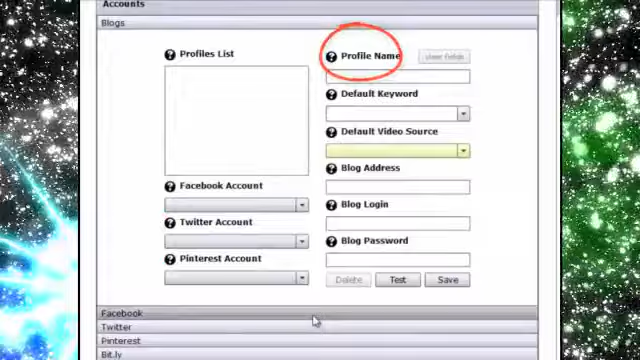 Accounts
Blogs
Profiles List
Profile Name
clear fields
Default Keyword
Default Video Source
Blog Address
Facebook Account
Blog Login
Twitter Account
Blog Password
Pinterest Account
Delete
Test
Save
Facebook
Twitter
Pinterest
Bit.ly